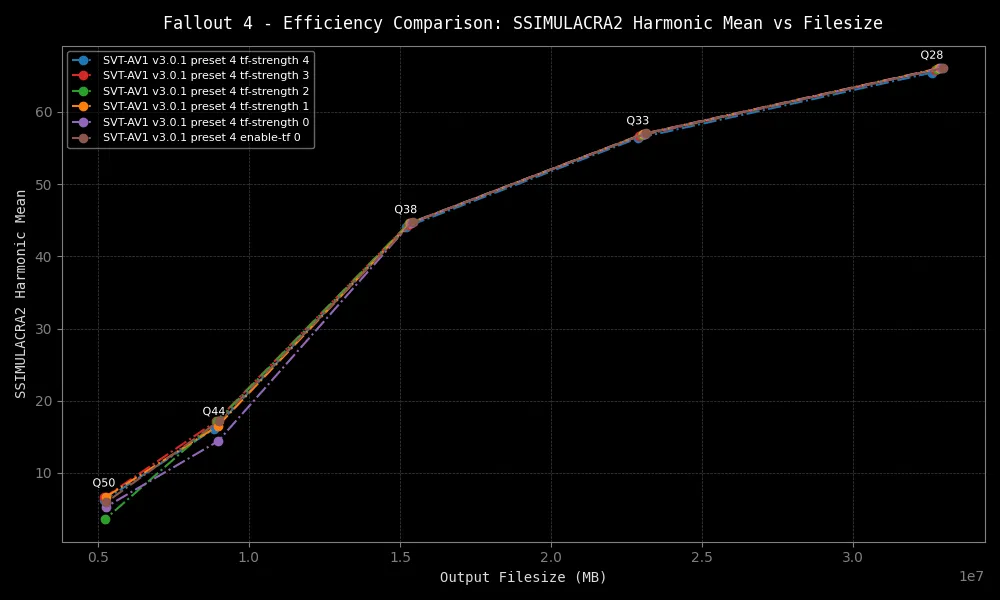 Fallout 4 - Efficiency Comparison: SSIMULACRA2 Harmonic Mean vs Filesize
SVT-AV1 v3.0.1 preset 4 tf-strength 4
SVT-AV1 v3.0.1 preset 4 tf-strength 3
SVT-AV1 v3.0.1 preset 4 tf-strength 2
SVT-AV1 v3.0.1 preset 4 tf-strength 1
SVT-AV1 v3.0.1 preset 4 tf-strength 0
SVT-AV1 v3.0.1 preset 4 enable-tf 0
Q28
Q33
Q38
Q44
Q50
SSIMULACRA2 Harmonic Mean
60
50
40
30
20
10
0.5 1.0 1.5 2.0 2.5 3.0
1e7
Output Filesize (MB)